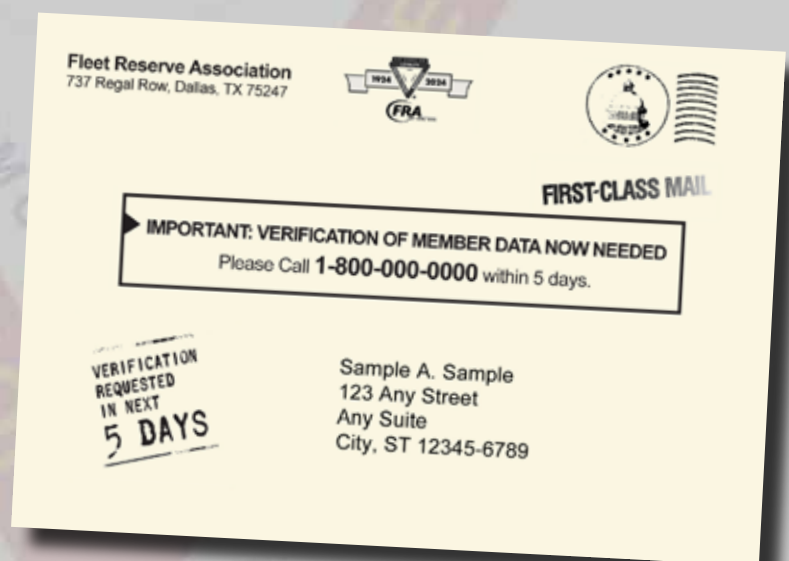 Fleet Reserve Association
737 Regal Row, Dallas, TX 75247
1924 2024
FRA
FIRST-CLASS MAIL
IMPORTANT: VERIFICATION OF MEMBER DATA NOW NEEDED
Please Call 1-800-000-0000 within 5 days.
VERIFICATION
REQUESTED
IN NEXT
5 DAYS
Sample A. Sample
123 Any Street
Any Suite
City, ST 12345-6789